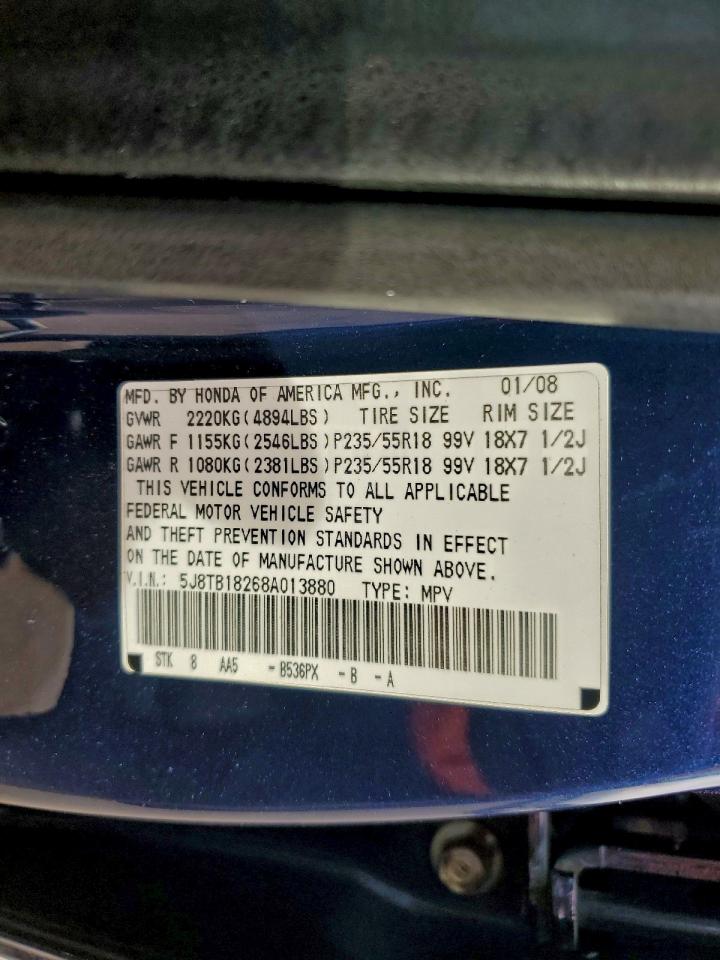 MFD. BY HONDA OF AMERICA MFG., INC. 01/08
GVWR 2220KG(4894LBS) TIRE SIZE RIM SIZE
GAWR F 1155KG(2546LBS)P235/55R18 99V 18X7 1/2J
GAWR R 1080KG(2381LBS)P235/55R18 99V 18X7 1/2J
THIS VEHICLE CONFORMS TO ALL APPLICABLE
FEDERAL MOTOR VEHICLE SAFETY
AND THEFT PREVENTION STANDARDS IN EFFECT
ON THE DATE OF MANUFACTURE SHOWN ABOVE.
V.I.N.: 5J8TB18268A013880 TYPE: MPV
STK 8 AA5 -B536PX -B -A